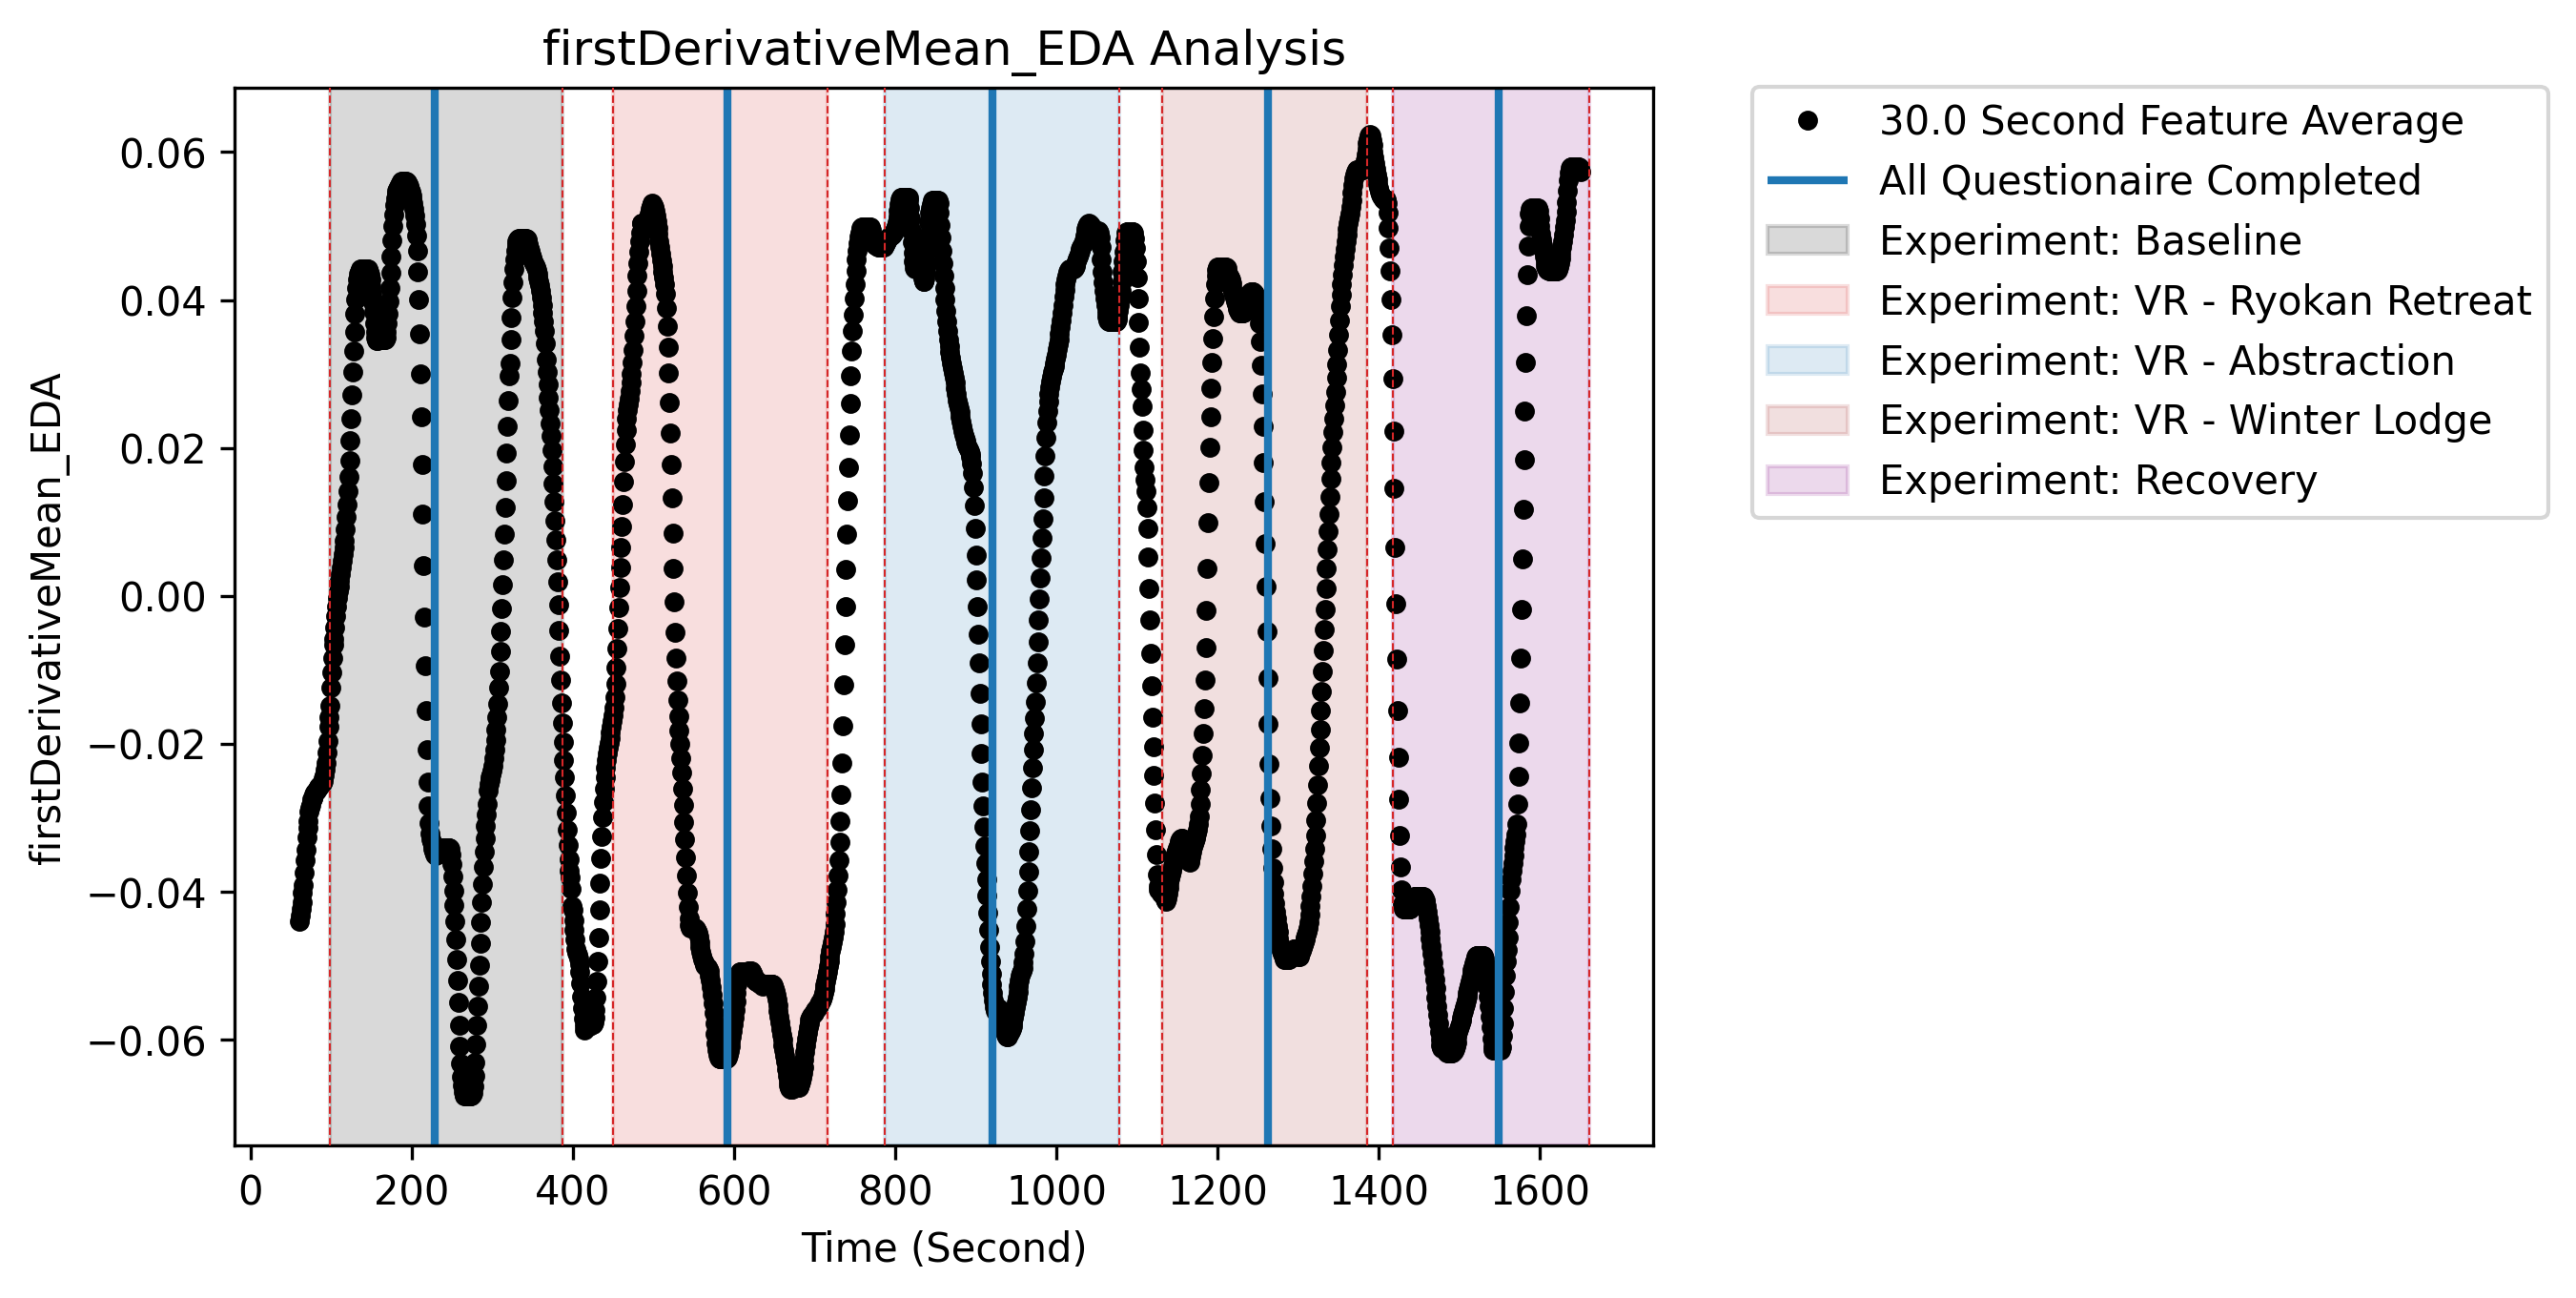 firstDerivativeMean_EDA Analysis
firstDerivativeMean_EDA
0.06
0.04
0.02
0.00
−0.02
−0.04
−0.06
0 200 400 600 800 1000 1200 1400 1600
Time (Second)
30.0 Second Feature Average
All Questionaire Completed
Experiment: Baseline
Experiment: VR - Ryokan Retreat
Experiment: VR - Abstraction
Experiment: VR - Winter Lodge
Experiment: Recovery